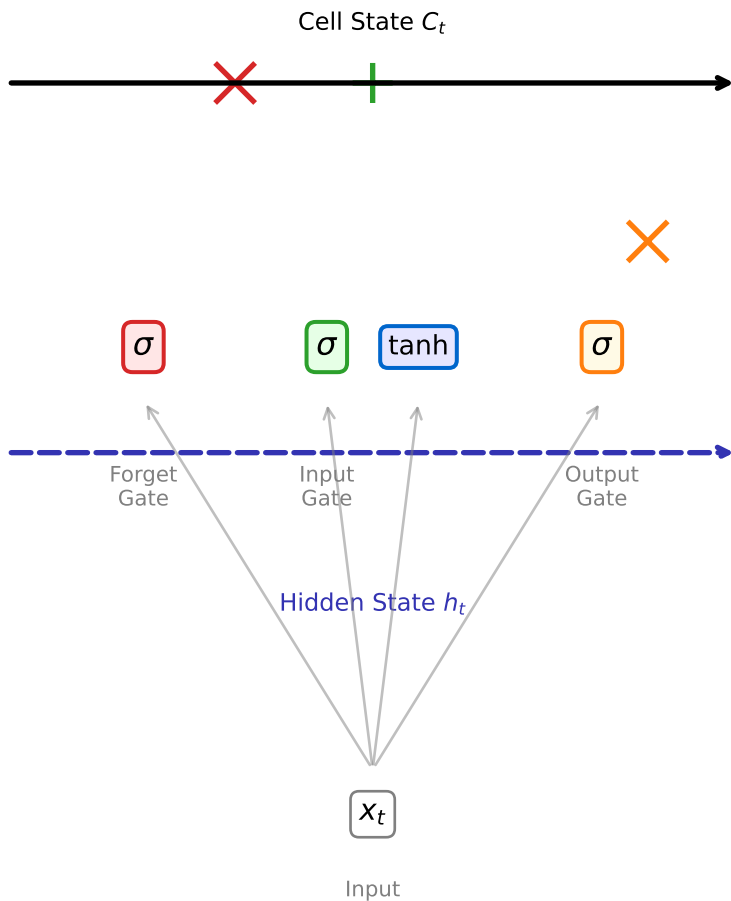 Cell State C_t
σ σ tanh σ
Forget Gate
Input Gate
Output Gate
Hidden State h_t
x_t
Input